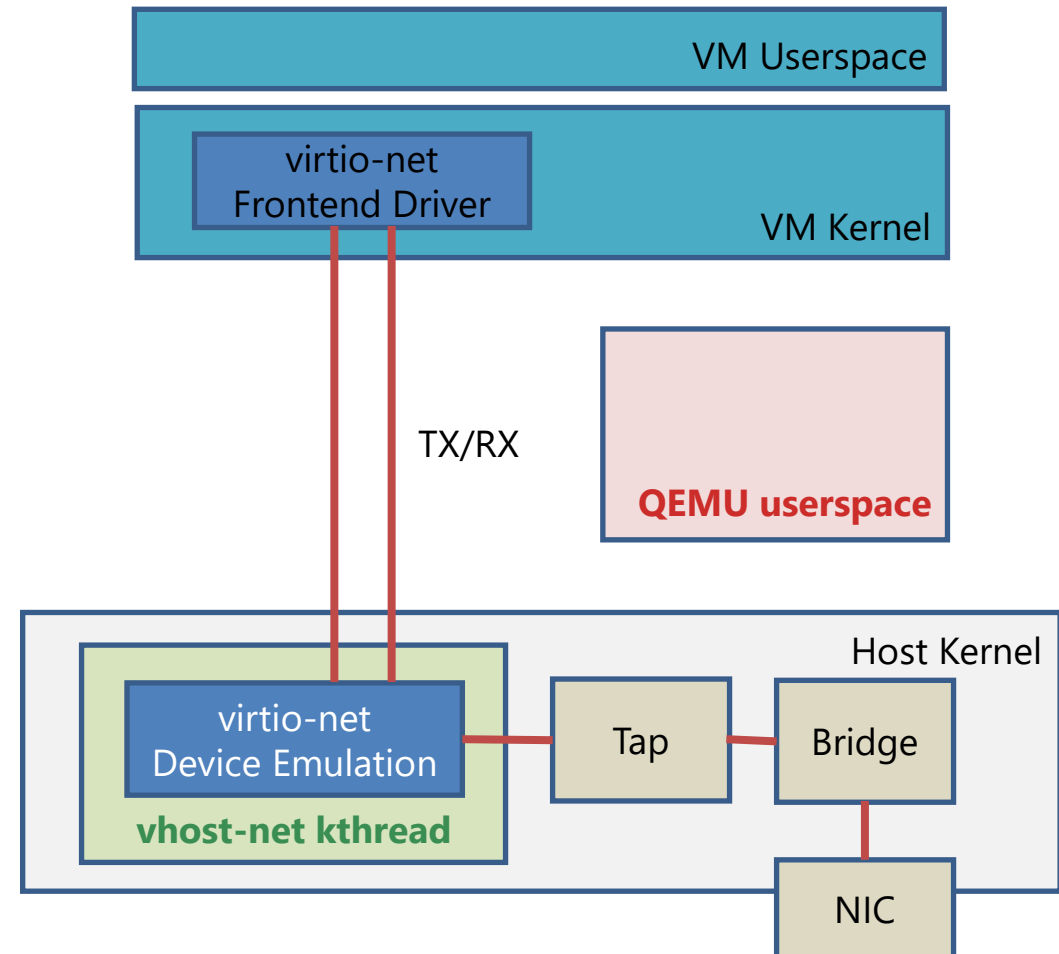 VM Userspace
virtio-net
Frontend Driver
VM Kernel
TX/RX
QEMU userspace
Host Kernel
virtio-net
Device Emulation
vhost-net kthread
Tap
Bridge
NIC